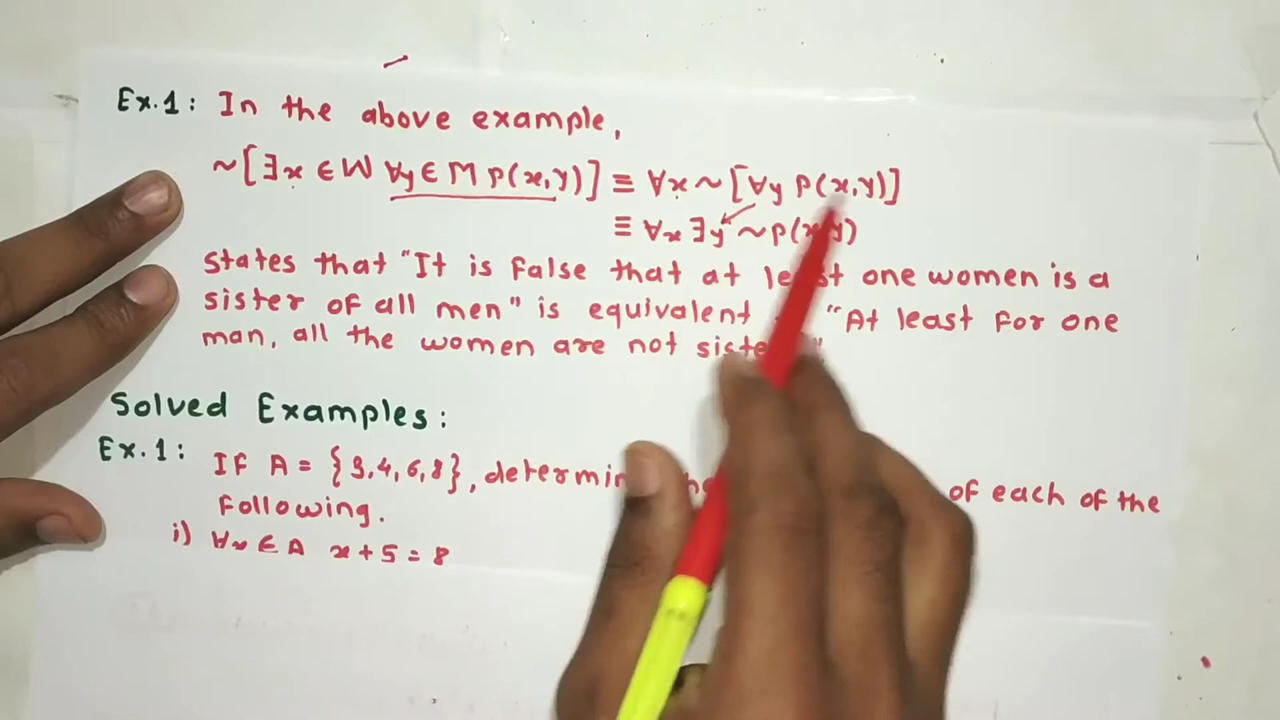 Ex.1: In the above example,
~[∃x ∈ W ∀y ∈ M P(x,y)] ≡ ∀x ~ [∀y P(x,y)]
≡ ∀x ∃y ~P(x,y)
States that "It is false that at least one women is a
sister of all men" is equivalent "At least for one
man, all the women are not
Solved Examples:
Ex.1: If A = {3,4,6,8}, of each of the
following.
i) ∀x ∈ A x+5 = 8